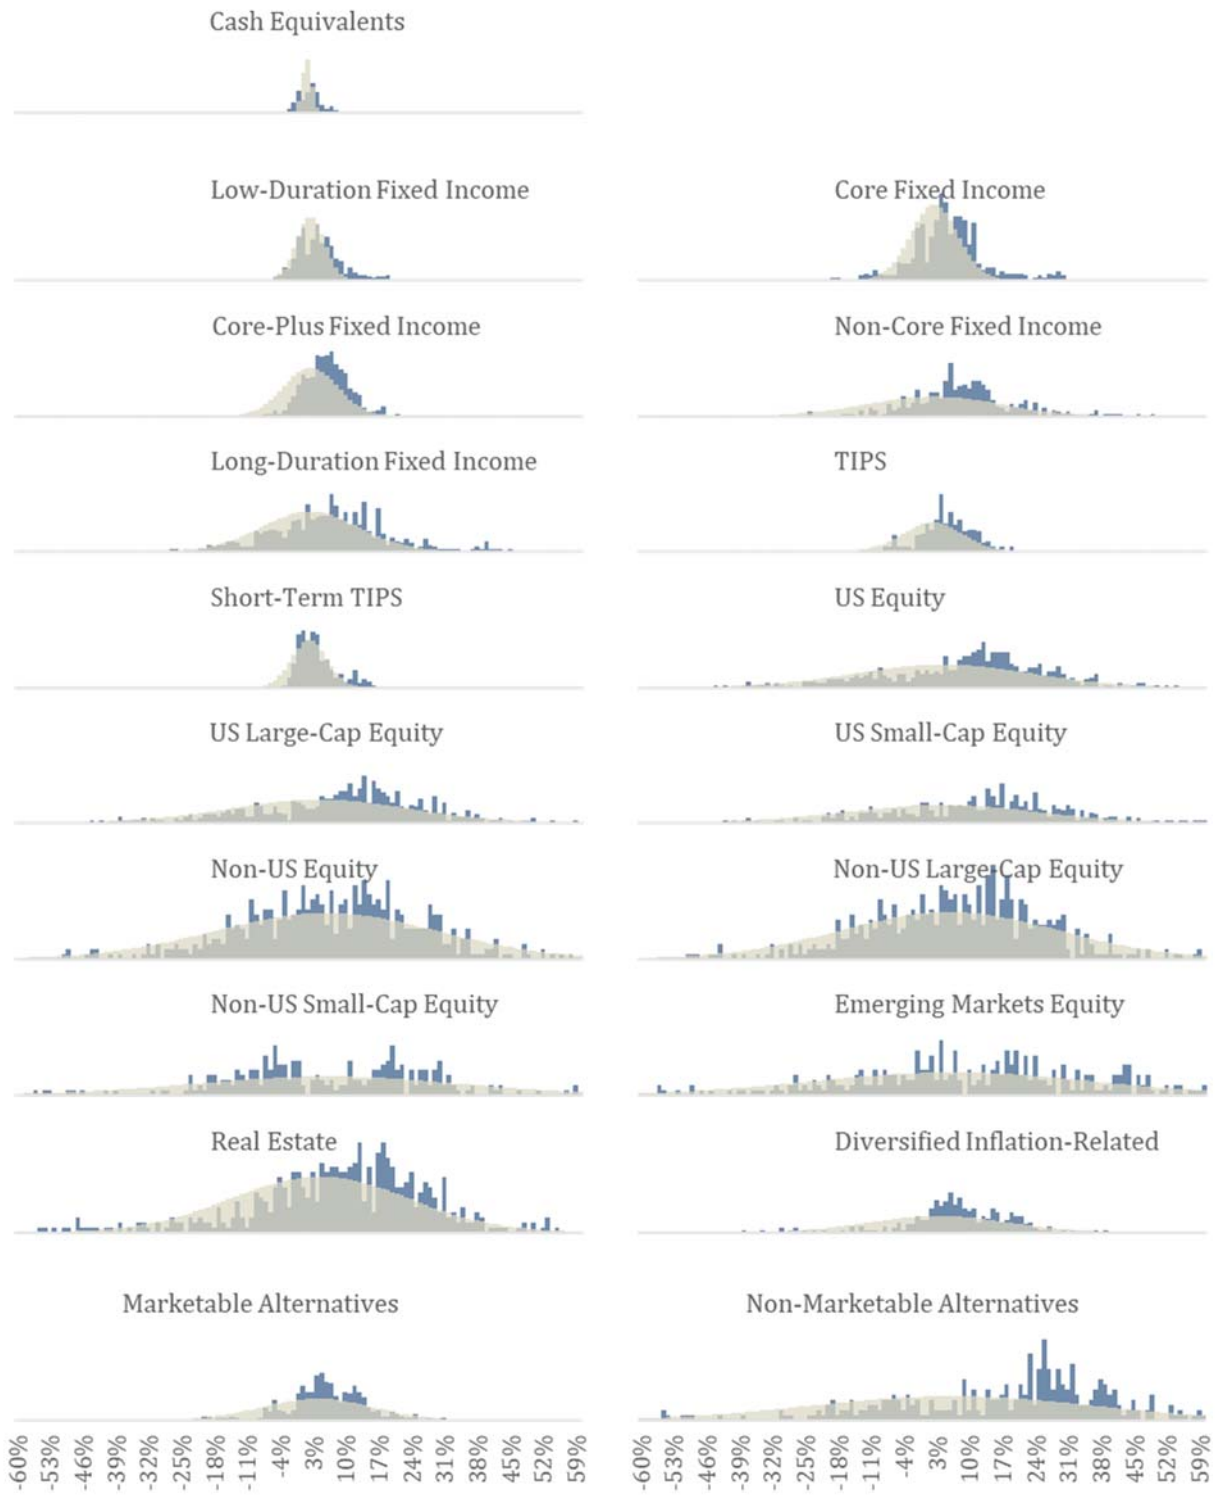 Cash Equivalents
Low-Duration Fixed Income
Core Fixed Income
Core-Plus Fixed Income
Non-Core Fixed Income
Long-Duration Fixed Income
TIPS
Short-Term TIPS
US Equity
US Large-Cap Equity
US Small-Cap Equity
Non-US Equity
Non-US Large-Cap Equity
Non-US Small-Cap Equity
Emerging Markets Equity
Real Estate
Diversified Inflation-Related
Marketable Alternatives
Non-Marketable Alternatives
-60% -53% -46% -39% -32% -25% -18% -11% -4% 3% 10% 17% 24% 31% 38% 45% 52% 59%
-60% -53% -46% -39% -32% -25% -18% -11% -4% 3% 10% 17% 24% 31% 38% 45% 52% 59%